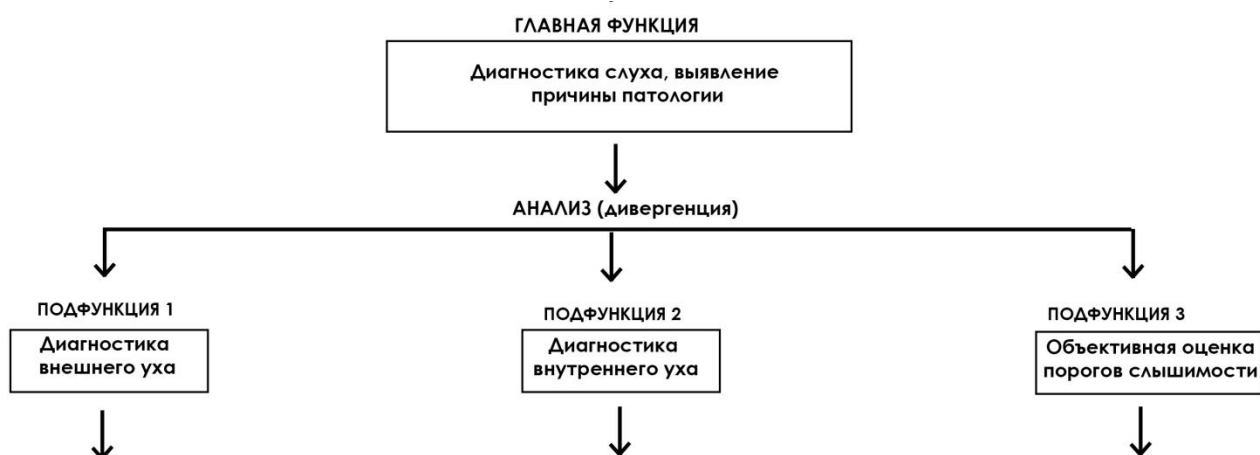 ГЛАВНАЯ ФУНКЦИЯ
Диагностика слуха, выявление
причины патологии
АНАЛИЗ (дивергенция)
ПОДФУНКЦИЯ 1
Диагностика
внешнего уха
ПОДФУНКЦИЯ 2
Диагностика
внутреннего уха
ПОДФУНКЦИЯ 3
Объективная оценка
порогов слышимости